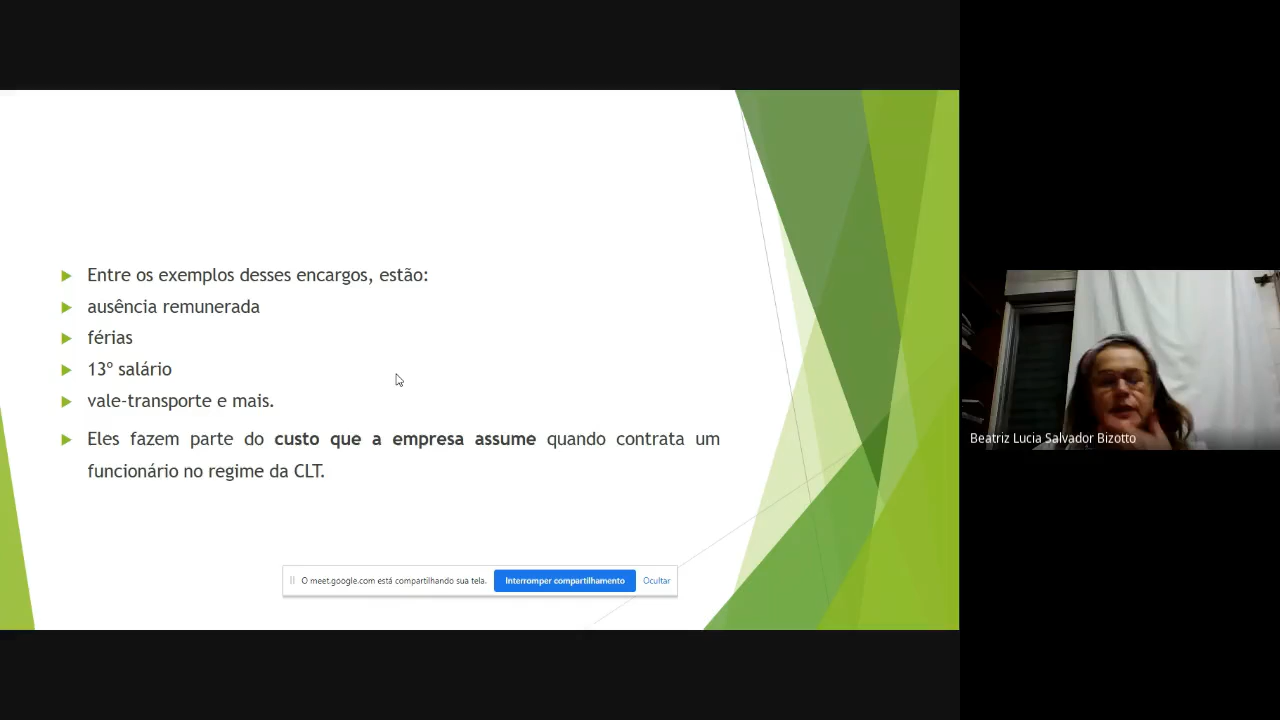 Entre os exemplos desses encargos, estão:
ausência remunerada
férias
13º salário
vale-transporte e mais.
Eles fazem parte do custo que a empresa assume quando contrata um
funcionário no regime da CLT.
O meet.google.com está compartilhando sua tela. Interromper compartilhamento Ocultar
Beatriz Lucia Salvador Bizotto